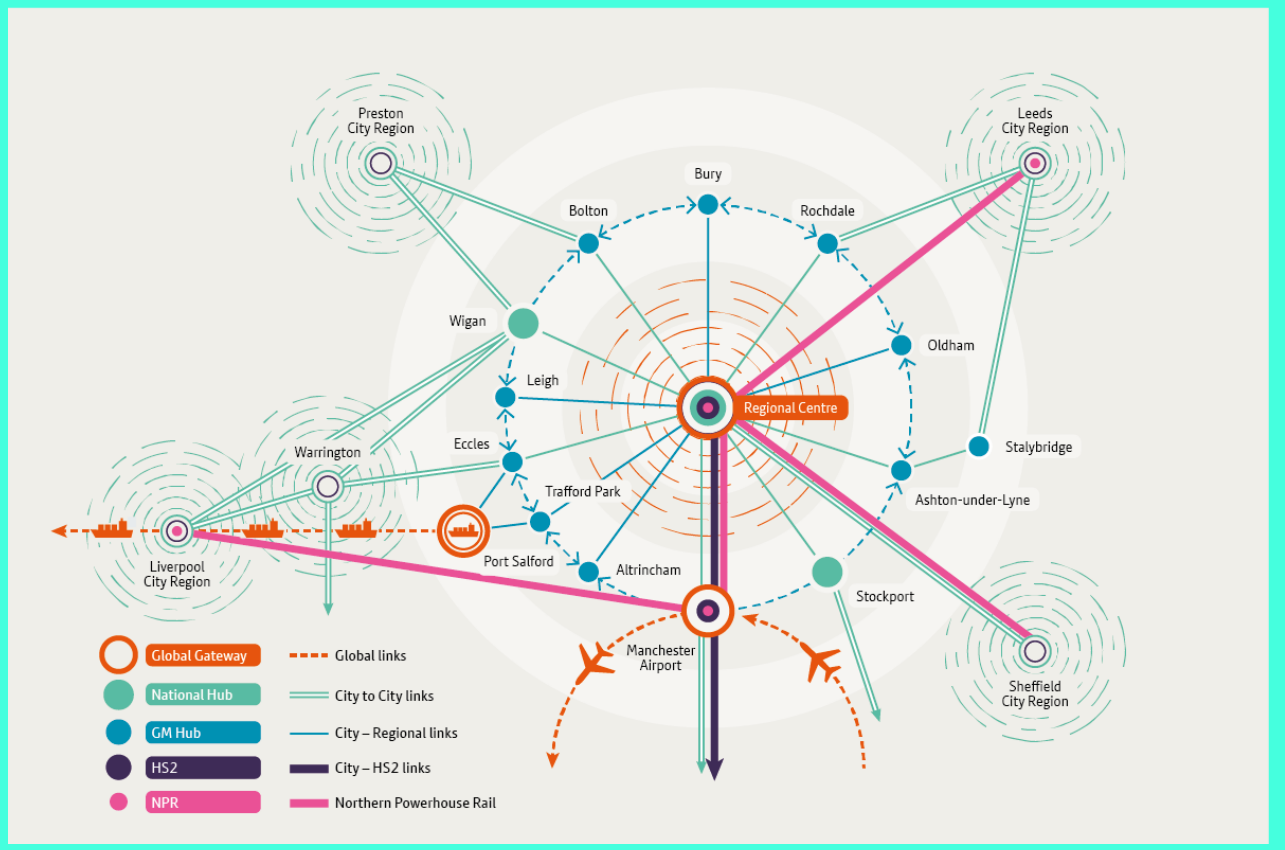 Preston
City Region
Leeds
City Region
Bury
Bolton
Rochdale
Wigan
Oldham
Leigh
Regional Centre
Eccles
Warrington
Stalybridge
Trafford Park
Ashton-under-Lyne
Port Salford
Altrincham
Liverpool
City Region
Stockport
Manchester
Airport
Sheffield
City Region
Global Gateway
Global links
National Hub
City to City links
GM Hub
City – Regional links
HS2
City – HS2 links
NPR
Northern Powerhouse Rail